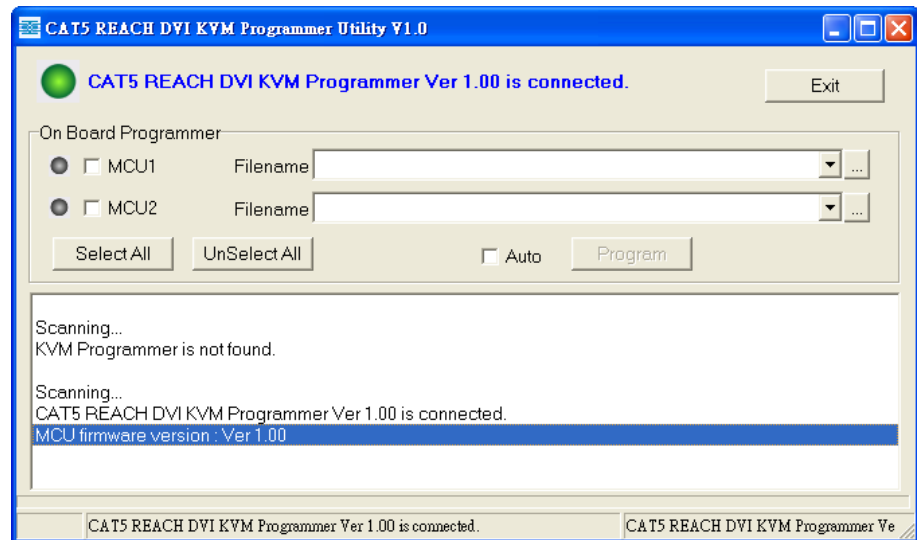 CAT5 REACH DVI KVM Programmer Utility V1.0
CAT5 REACH DVI KVM Programmer Ver 1.00 is connected.
Exit
On Board Programmer
MCU1 Filename ...
MCU2 Filename ...
Select All UnSelect All Auto Program
Scanning...
KVM Programmer is not found.
Scanning...
CAT5 REACH DVI KVM Programmer Ver 1.00 is connected.
MCU firmware version : Ver 1.00
CAT5 REACH DVI KVM Programmer Ver 1.00 is connected. CAT5 REACH DVI KVM Programmer Ve